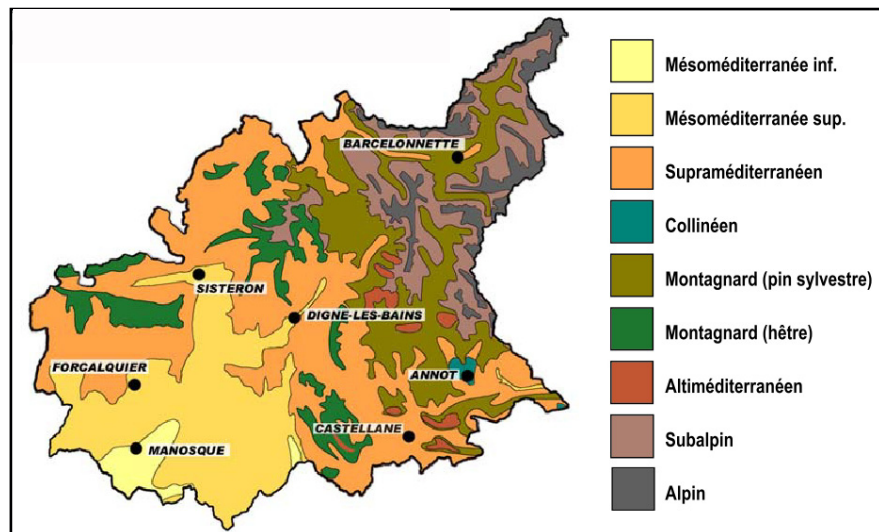 BARCELONNETTE
SISTERON
DIGNE-LES-BAINS
FORCALQUIER
ANNOT
CASTELLANE
MANOSQUE
Mésoméditerranée inf.
Mésoméditerranée sup.
Supraméditerranéen
Collinéen
Montagnard (pin sylvestre)
Montagnard (hêtre)
Altiméditerranéen
Subalpin
Alpin